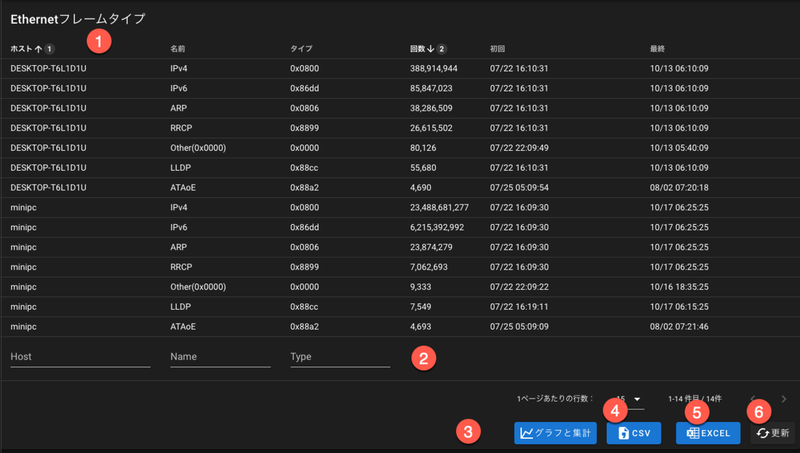 Ethernetフレームタイプ
ホスト 1 名前 タイプ 回数 2 初回 最終
1
DESKTOP-T6L1D1U IPv4 0x0800 388,914,944 07/22 16:10:31 10/13 06:10:09
DESKTOP-T6L1D1U IPv6 0x86dd 85,847,023 07/22 16:10:31 10/13 06:10:09
DESKTOP-T6L1D1U ARP 0x0806 38,286,509 07/22 16:10:31 10/13 06:10:09
DESKTOP-T6L1D1U RRCP 0x8899 26,615,502 07/22 16:10:31 10/13 06:10:09
DESKTOP-T6L1D1U Other(0x0000) 0x0000 80,126 07/22 22:09:49 10/13 05:40:09
DESKTOP-T6L1D1U LLDP 0x88cc 55,680 07/22 16:10:31 10/13 06:10:09
DESKTOP-T6L1D1U ATAoE 0x88a2 4,690 07/25 05:09:54 08/02 07:20:18
minipc IPv4 0x0800 23,488,681,277 07/22 16:09:30 10/17 06:25:25
minipc IPv6 0x86dd 6,215,392,992 07/22 16:09:30 10/17 06:25:25
minipc ARP 0x0806 23,874,279 07/22 16:09:30 10/17 06:25:25
minipc RRCP 0x8899 7,062,693 07/22 16:09:30 10/17 06:25:25
minipc Other(0x0000) 0x0000 9,333 07/22 22:09:22 10/16 18:35:25
minipc LLDP 0x88cc 7,549 07/22 16:19:11 10/17 06:15:25
minipc ATAoE 0x88a2 4,693 07/25 05:09:09 08/02 07:21:46
Host Name Type 2
1ページあたりの行数： 15 1-14 件目 / 14件
4 5 6
3 グラフと集計 CSV EXCEL 更新